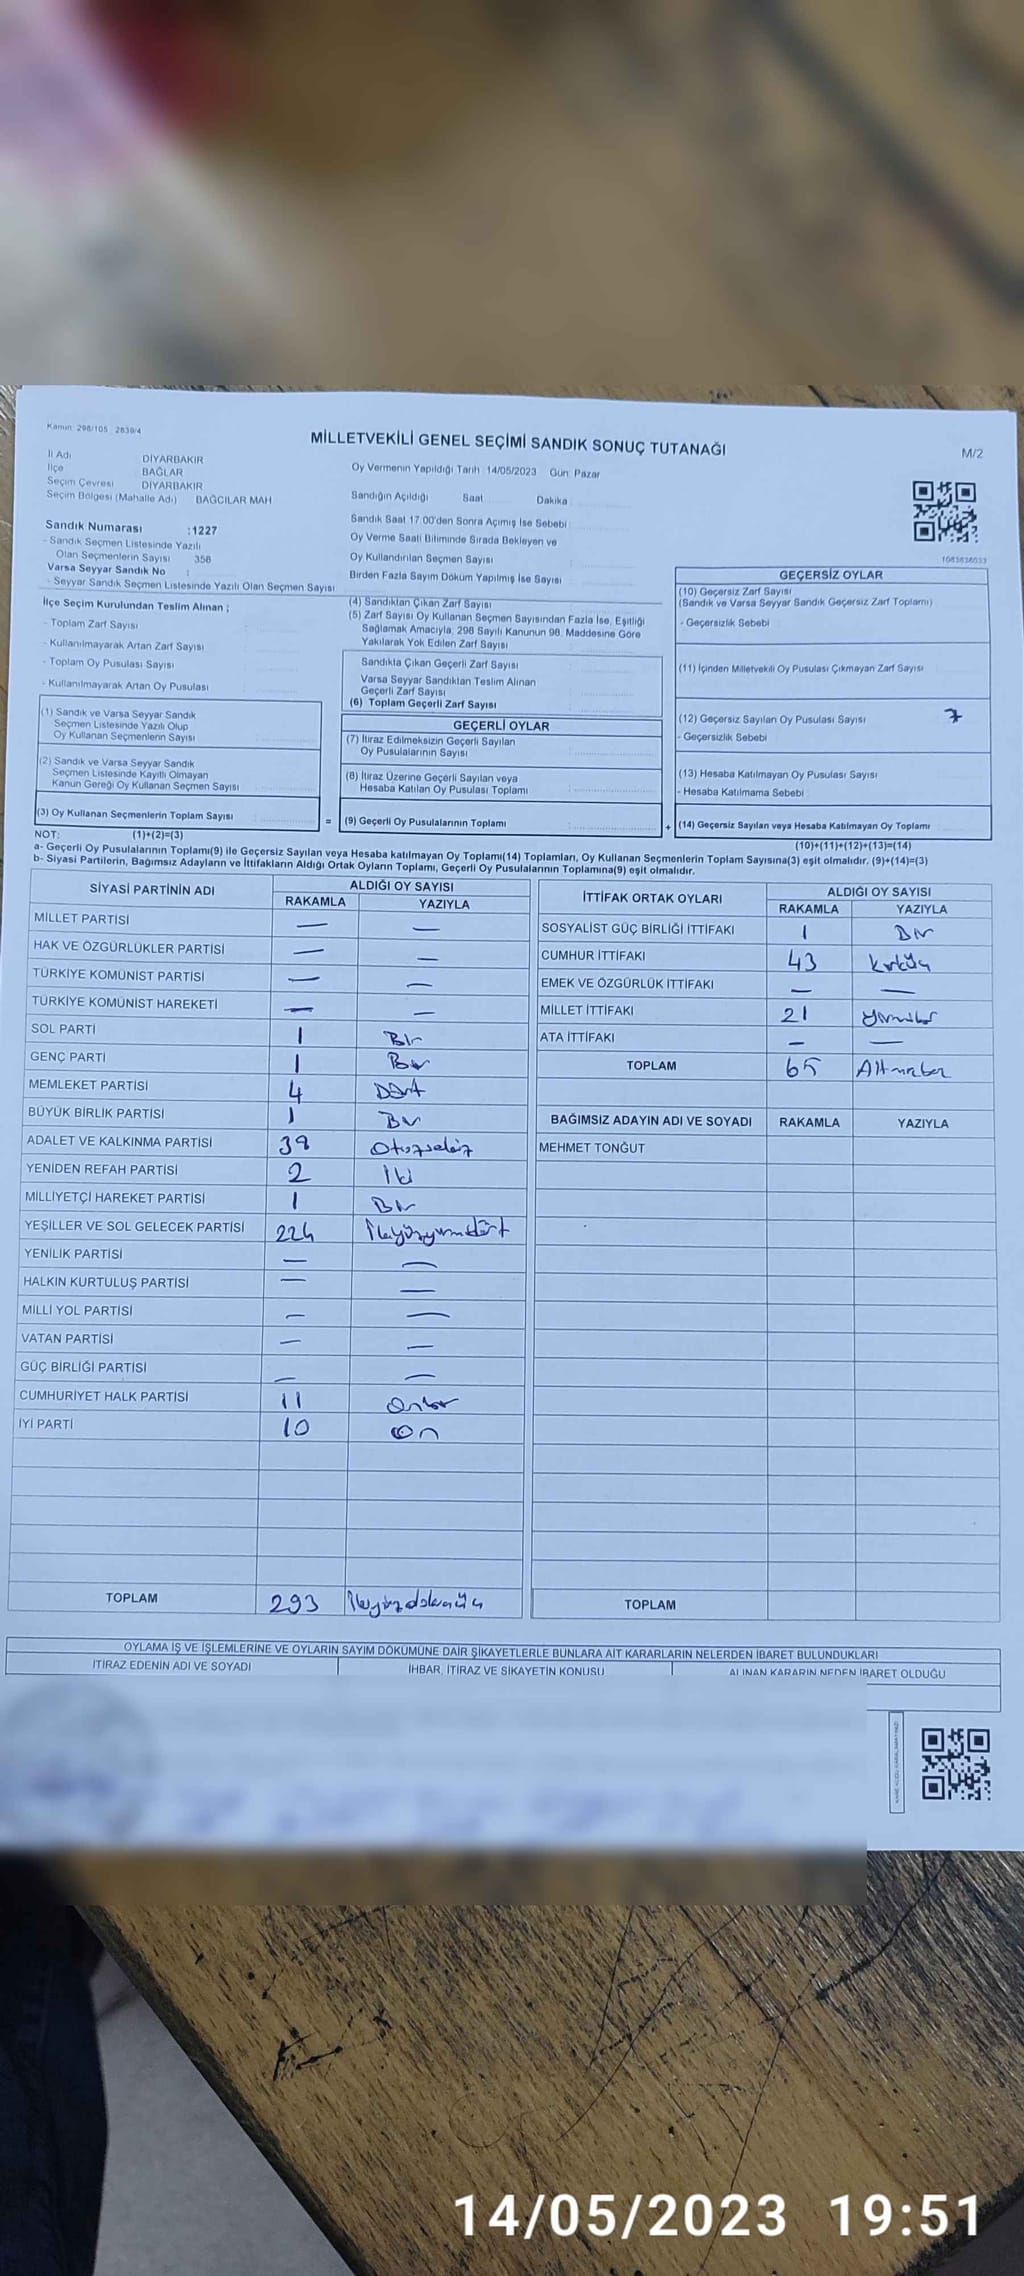 Kanun: 298/105 2839/4
MİLLETVEKİLİ GENEL SEÇİMİ SANDIK SONUÇ TUTANAĞI
M/2
İl Adı DİYARBAKIR
İlçe BAĞLAR
Seçim Çevresi DİYARBAKIR
Seçim Bölgesi (Mahalle Adı) BAĞCILAR MAH
Sandık Numarası :1227
- Sandık Seçmen Listesinde Yazılı
Olan Seçmenlerin Sayısı 358
Varsa Seyyar Sandık No :
- Seyyar Sandık Seçmen Listesinde Yazılı Olan Seçmen Sayısı
Oy Vermenin Yapıldığı Tarih :14/05/2023 Gün: Pazar
Sandığın Açıldığı Saat Dakika
Sandık Saat 17:00'den Sonra Açımış İse Sebebi
Oy Verme Saati Bitiminde Sırada Bekleyen ve
Oy Kullandırılan Seçmen Sayısı
Birden Fazla Sayım Döküm Yapılmış İse Sayısı
İlçe Seçim Kurulundan Teslim Alınan ;
- Toplam Zarf Sayısı
- Kullanılmayarak Artan Zarf Sayısı
- Toplam Oy Pusulası Sayısı
- Kullanılmayarak Artan Oy Pusulası
(1) Sandık ve Varsa Seyyar Sandık
Seçmen Listesinde Yazılı Olup
Oy Kullanan Seçmenlerin Sayısı
(2) Sandık ve Varsa Seyyar Sandık
Seçmen Listesinde Kayıtlı Olmayan
Kanun Gereği Oy Kullanan Seçmen Sayısı
(3) Oy Kullanan Seçmenlerin Toplam Sayısı
(4) Sandıktan Çıkan Zarf Sayısı
(5) Zarf Sayısı Oy Kullanan Seçmen Sayısından Fazla İse, Eşitliği
Sağlamak Amacıyla; 298 Sayılı Kanunun 98. Maddesine Göre
Yakılarak Yok Edilen Zarf Sayısı
Sandıkta Çıkan Geçerli Zarf Sayısı
Varsa Seyyar Sandıktan Teslim Alınan
Geçerli Zarf Sayısı
(6) Toplam Geçerli Zarf Sayısı
GEÇERLİ OYLAR
(7) İtiraz Edilmeksizin Geçerli Sayılan
Oy Pusulalarının Sayısı
(8) İtiraz Üzerine Geçerli Sayılan veya
Hesaba Katılan Oy Pusulası Toplamı
= (9) Geçerli Oy Pusulalarının Toplamı
GEÇERSİZ OYLAR
(10) Geçersiz Zarf Sayısı
(Sandık ve Varsa Seyyar Sandık Geçersiz Zarf Toplamı)
- Geçersizlik Sebebi
(11) İçinden Milletvekili Oy Pusulası Çıkmayan Zarf Sayısı
(12) Geçersiz Sayılan Oy Pusulası Sayısı 7
- Geçersizlik Sebebi
(13) Hesaba Katılmayan Oy Pusulası Sayısı
- Hesaba Katılmama Sebebi
+ (14) Geçersiz Sayılan veya Hesaba Katılmayan Oy Toplamı
NOT: (1)+(2)=(3) (10)+(11)+(12)+(13)=(14)
a- Geçerli Oy Pusulalarının Toplamı(9) ile Geçersiz Sayılan veya Hesaba katılmayan Oy Toplamı(14) Toplamları, Oy Kullanan Seçmenlerin Toplam Sayısına(3) eşit olmalıdır. (9)+(14)=(3)
b- Siyasi Partilerin, Bağımsız Adayların ve İttifakların Aldığı Ortak Oyların Toplamı, Geçerli Oy Pusulalarının Toplamına(9) eşit olmalıdır.
SİYASİ PARTİNİN ADI ALDIĞI OY SAYISI
RAKAMLA YAZIYLA
MİLLET PARTİSİ — —
HAK VE ÖZGÜRLÜKLER PARTİSİ — —
TÜRKİYE KOMÜNİST PARTİSİ — —
TÜRKİYE KOMÜNİST HAREKETİ — —
SOL PARTİ 1 Bir
GENÇ PARTİ 1 Bir
MEMLEKET PARTİSİ 4 Dört
BÜYÜK BİRLİK PARTİSİ 1 Bir
ADALET VE KALKINMA PARTİSİ 38 Otuzsekiz
YENİDEN REFAH PARTİSİ 2 İki
MİLLİYETÇİ HAREKET PARTİSİ 1 Bir
YEŞİLLER VE SOL GELECEK PARTİSİ 224 İkiyüzyirmidört
YENİLİK PARTİSİ — —
HALKIN KURTULUŞ PARTİSİ — —
MİLLİ YOL PARTİSİ — —
VATAN PARTİSİ — —
GÜÇ BİRLİĞİ PARTİSİ — —
CUMHURİYET HALK PARTİSİ 11 Onbir
İYİ PARTİ 10 On
TOPLAM 293 İkiyüzdoksanüç
İTTİFAK ORTAK OYLARI ALDIĞI OY SAYISI
RAKAMLA YAZIYLA
SOSYALİST GÜÇ BİRLİĞİ İTTİFAKI 1 Bir
CUMHUR İTTİFAKI 43 Kırküç
EMEK VE ÖZGÜRLÜK İTTİFAKI — —
MİLLET İTTİFAKI 21 Yirmibir
ATA İTTİFAKI — —
TOPLAM 65 Altmışbeş
BAĞIMSIZ ADAYIN ADI VE SOYADI RAKAMLA YAZIYLA
MEHMET TONĞUT
TOPLAM
OYLAMA İŞ VE İŞLEMLERİNE VE OYLARIN SAYIM DÖKÜMÜNE DAİR ŞİKAYETLERLE BUNLARA AİT KARARLARIN NELERDEN İBARET BULUNDUKLARI
İTİRAZ EDENİN ADI VE SOYADI İHBAR, İTİRAZ VE ŞİKAYETİN KONUSU ALINAN KARARIN NEDEN İBARET OLDUĞU
14/05/2023 19:51